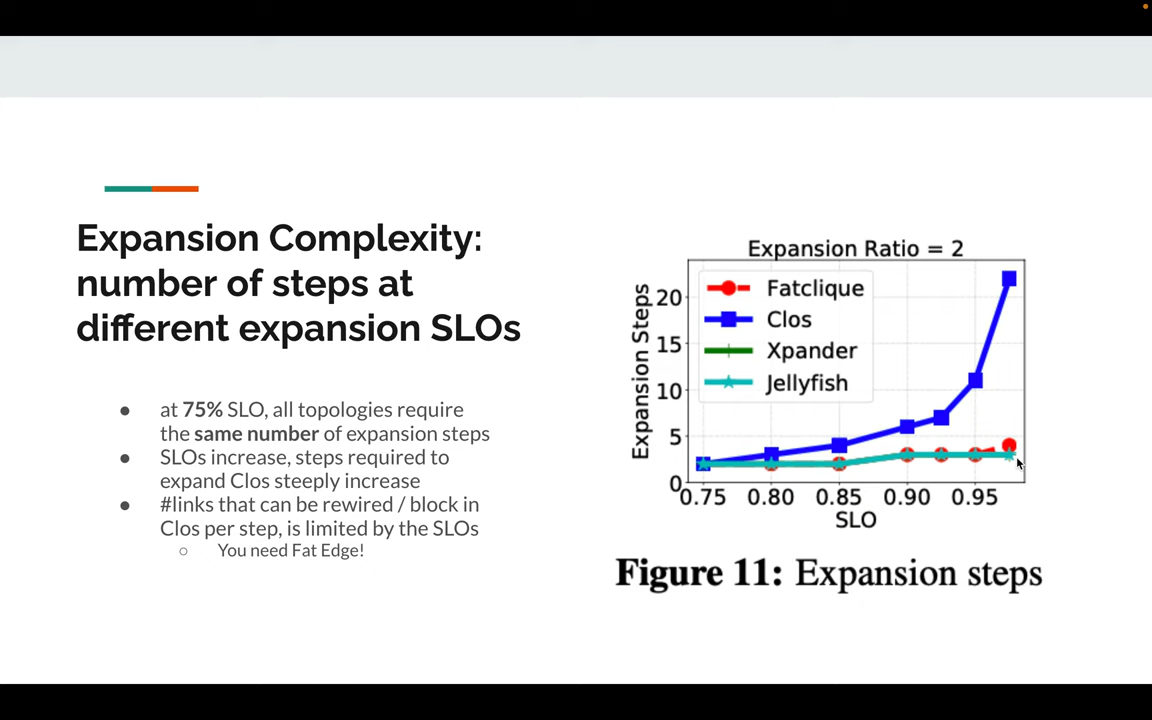 Expansion Complexity:
number of steps at
different expansion SLOs
● at 75% SLO, all topologies require
the same number of expansion steps
● SLOs increase, steps required to
expand Clos steeply increase
● #links that can be rewired / block in
Clos per step, is limited by the SLOs
○ You need Fat Edge!
Expansion Ratio = 2
Fatclique
Clos
Xpander
Jellyfish
Expansion Steps
20
15
10
5
0
0.75 0.80 0.85 0.90 0.95
SLO
Figure 11: Expansion steps